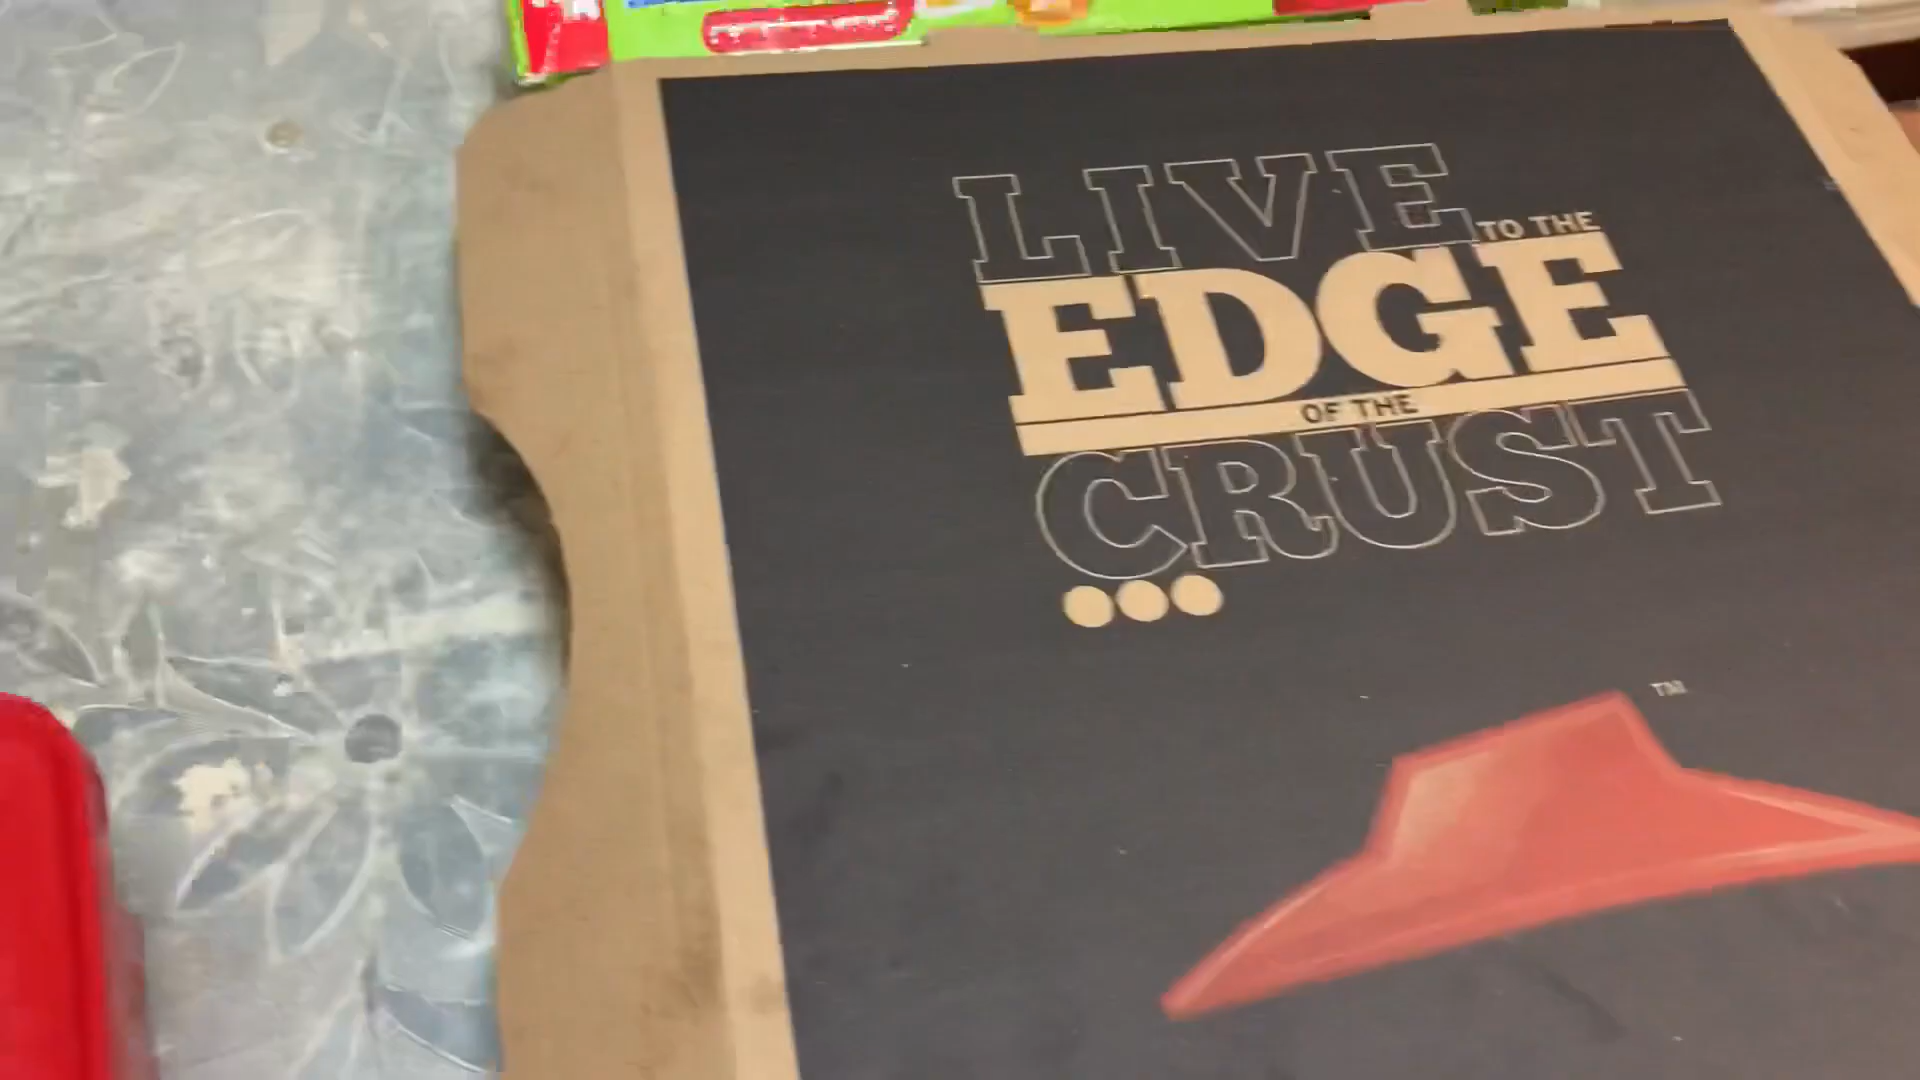 LIVE
TO THE
EDGE
OF THE
CRUST
TM